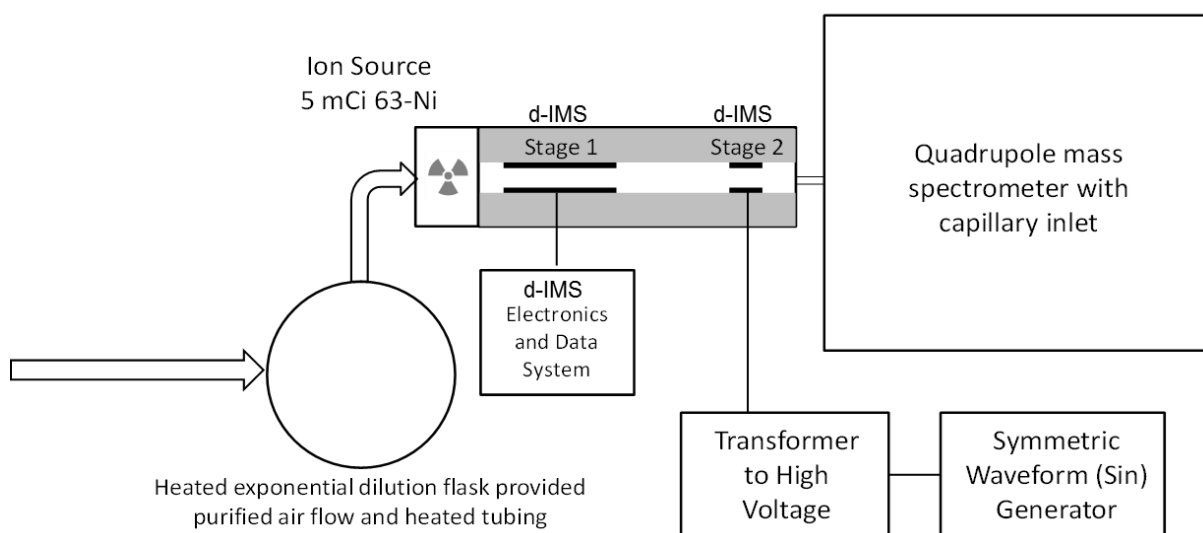 Ion Source
5 mCi 63-Ni
d-IMS
Stage 1
d-IMS
Stage 2
Quadrupole mass
spectrometer with
capillary inlet
d-IMS
Electronics
and Data
System
Heated exponential dilution flask provided
purified air flow and heated tubing
Transformer
to High
Voltage
Symmetric
Waveform (Sin)
Generator